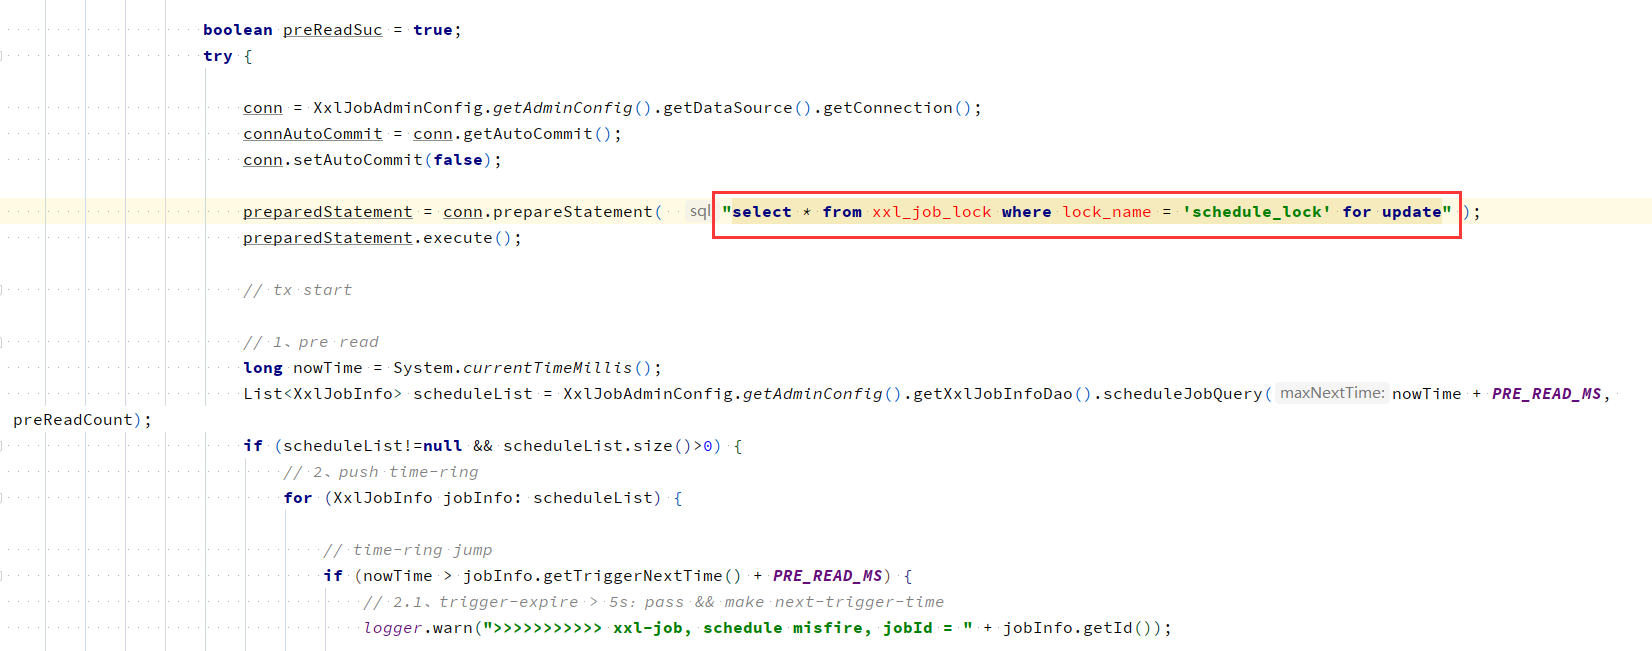 boolean preReadSuc = true;
try {
conn = XxlJobAdminConfig.getAdminConfig().getDataSource().getConnection();
connAutoCommit = conn.getAutoCommit();
conn.setAutoCommit(false);
preparedStatement = conn.prepareStatement( sql "select * from xxl_job_lock where lock_name = 'schedule_lock' for update" );
preparedStatement.execute();
// tx start
// 1、pre read
long nowTime = System.currentTimeMillis();
List<XxlJobInfo> scheduleList = XxlJobAdminConfig.getAdminConfig().getXxlJobInfoDao().scheduleJobQuery( maxNextTime: nowTime + PRE_READ_MS,
preReadCount);
if (scheduleList!=null && scheduleList.size()>0) {
// 2、push time-ring
for (XxlJobInfo jobInfo: scheduleList) {
// time-ring jump
if (nowTime > jobInfo.getTriggerNextTime() + PRE_READ_MS) {
// 2.1、trigger-expire > 5s：pass && make next-trigger-time
logger.warn(">>>>>>>>>>> xxl-job, schedule misfire, jobId = " + jobInfo.getId());